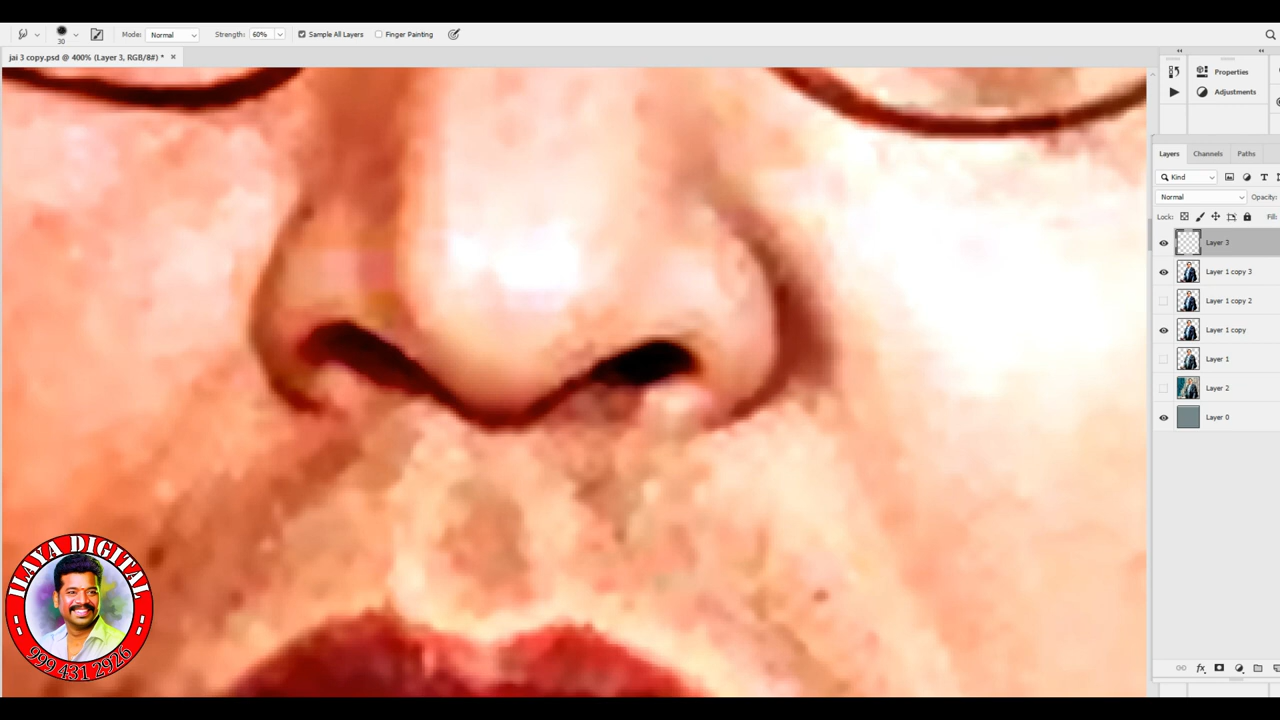 30
Mode: Normal
Strength: 60%
Sample All Layers
Finger Painting
jai 3 copy.psd @ 400% (Layer 3, RGB/8#) *
Properties
Adjustments
Layers
Channels
Paths
Kind
Normal
Opacity:
Lock:
Fill:
Layer 3
Layer 1 copy 3
Layer 1 copy 2
Layer 1 copy
Layer 1
Layer 2
Layer 0
ILAYA DIGITAL
999 431 2926